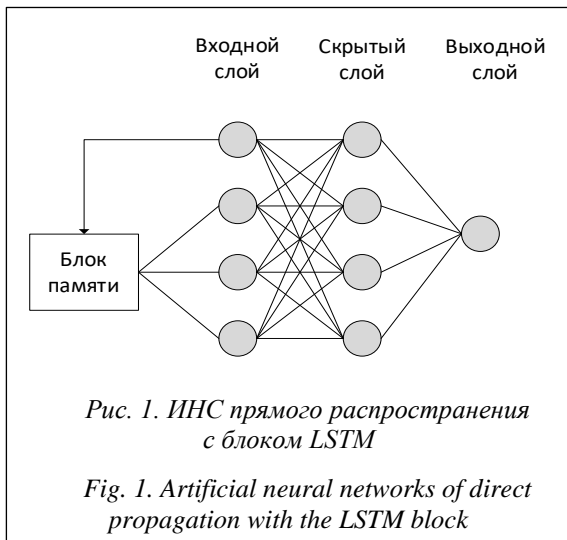 Входной слой
Скрытый слой
Выходной слой
Блок памяти
Рис. 1. ИНС прямого распространения
с блоком LSTM
Fig. 1. Artificial neural networks of direct
propagation with the LSTM block